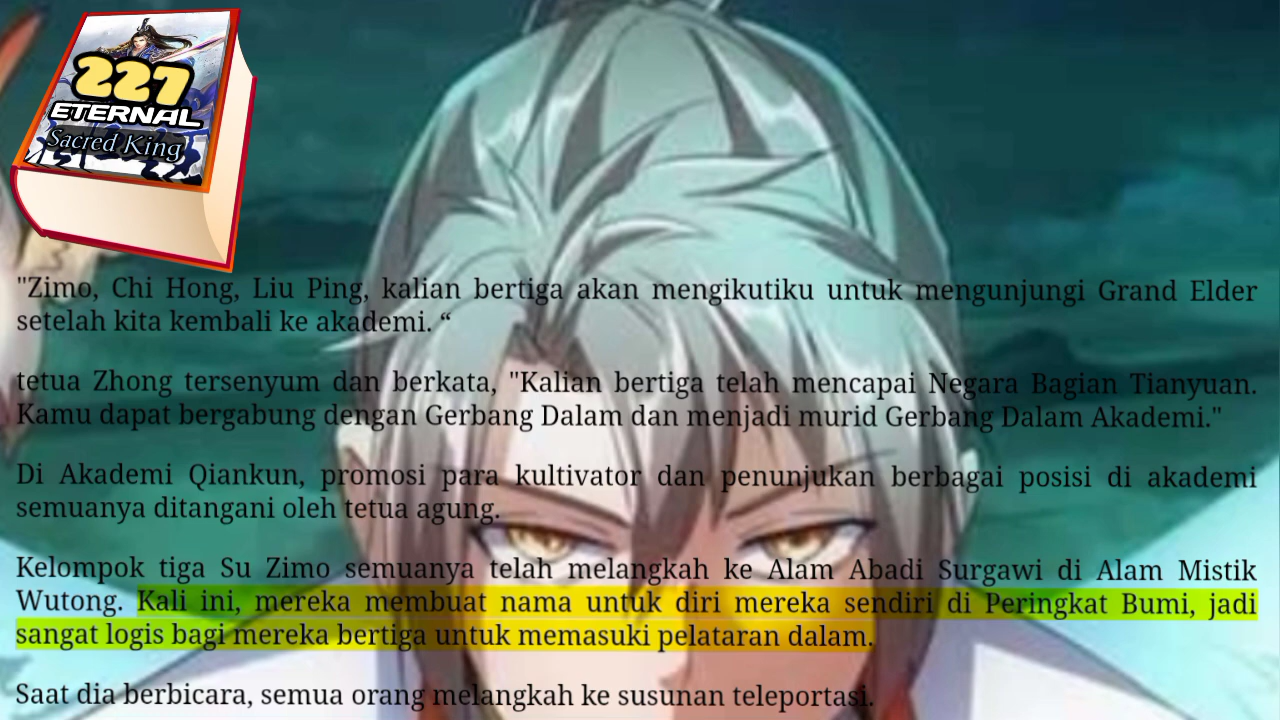 227
ETERNAL
Sacred King
"Zimo, Chi Hong, Liu Ping, kalian bertiga akan mengikutiku untuk mengunjungi Grand Elder
setelah kita kembali ke akademi. “
tetua Zhong tersenyum dan berkata, "Kalian bertiga telah mencapai Negara Bagian Tianyuan.
Kamu dapat bergabung dengan Gerbang Dalam dan menjadi murid Gerbang Dalam Akademi."
Di Akademi Qiankun, promosi para kultivator dan penunjukan berbagai posisi di akademi
semuanya ditangani oleh tetua agung.
Kelompok tiga Su Zimo semuanya telah melangkah ke Alam Abadi Surgawi di Alam Mistik
Wutong. Kali ini, mereka membuat nama untuk diri mereka sendiri di Peringkat Bumi, jadi
sangat logis bagi mereka bertiga untuk memasuki pelataran dalam.
Saat dia berbicara, semua orang melangkah ke susunan teleportasi.